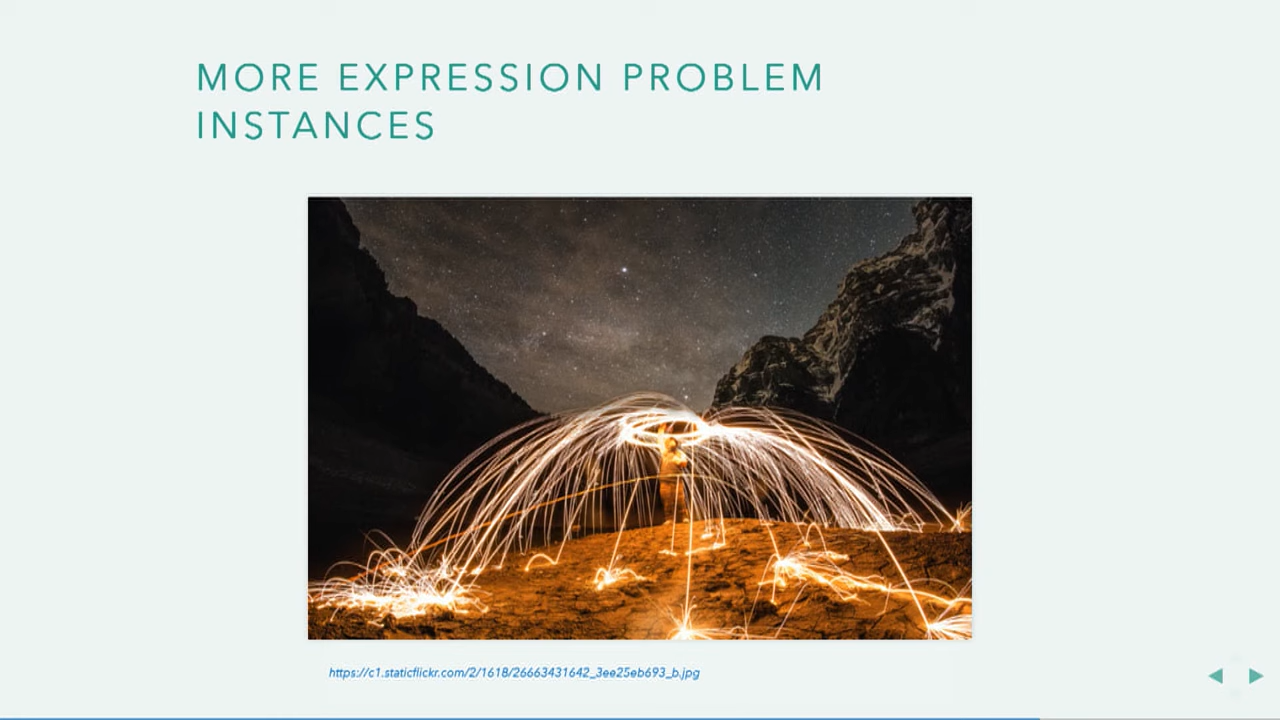 MORE EXPRESSION PROBLEM
INSTANCES
https://c1.staticflickr.com/2/1618/26663431642_3ee25eb693_b.jpg